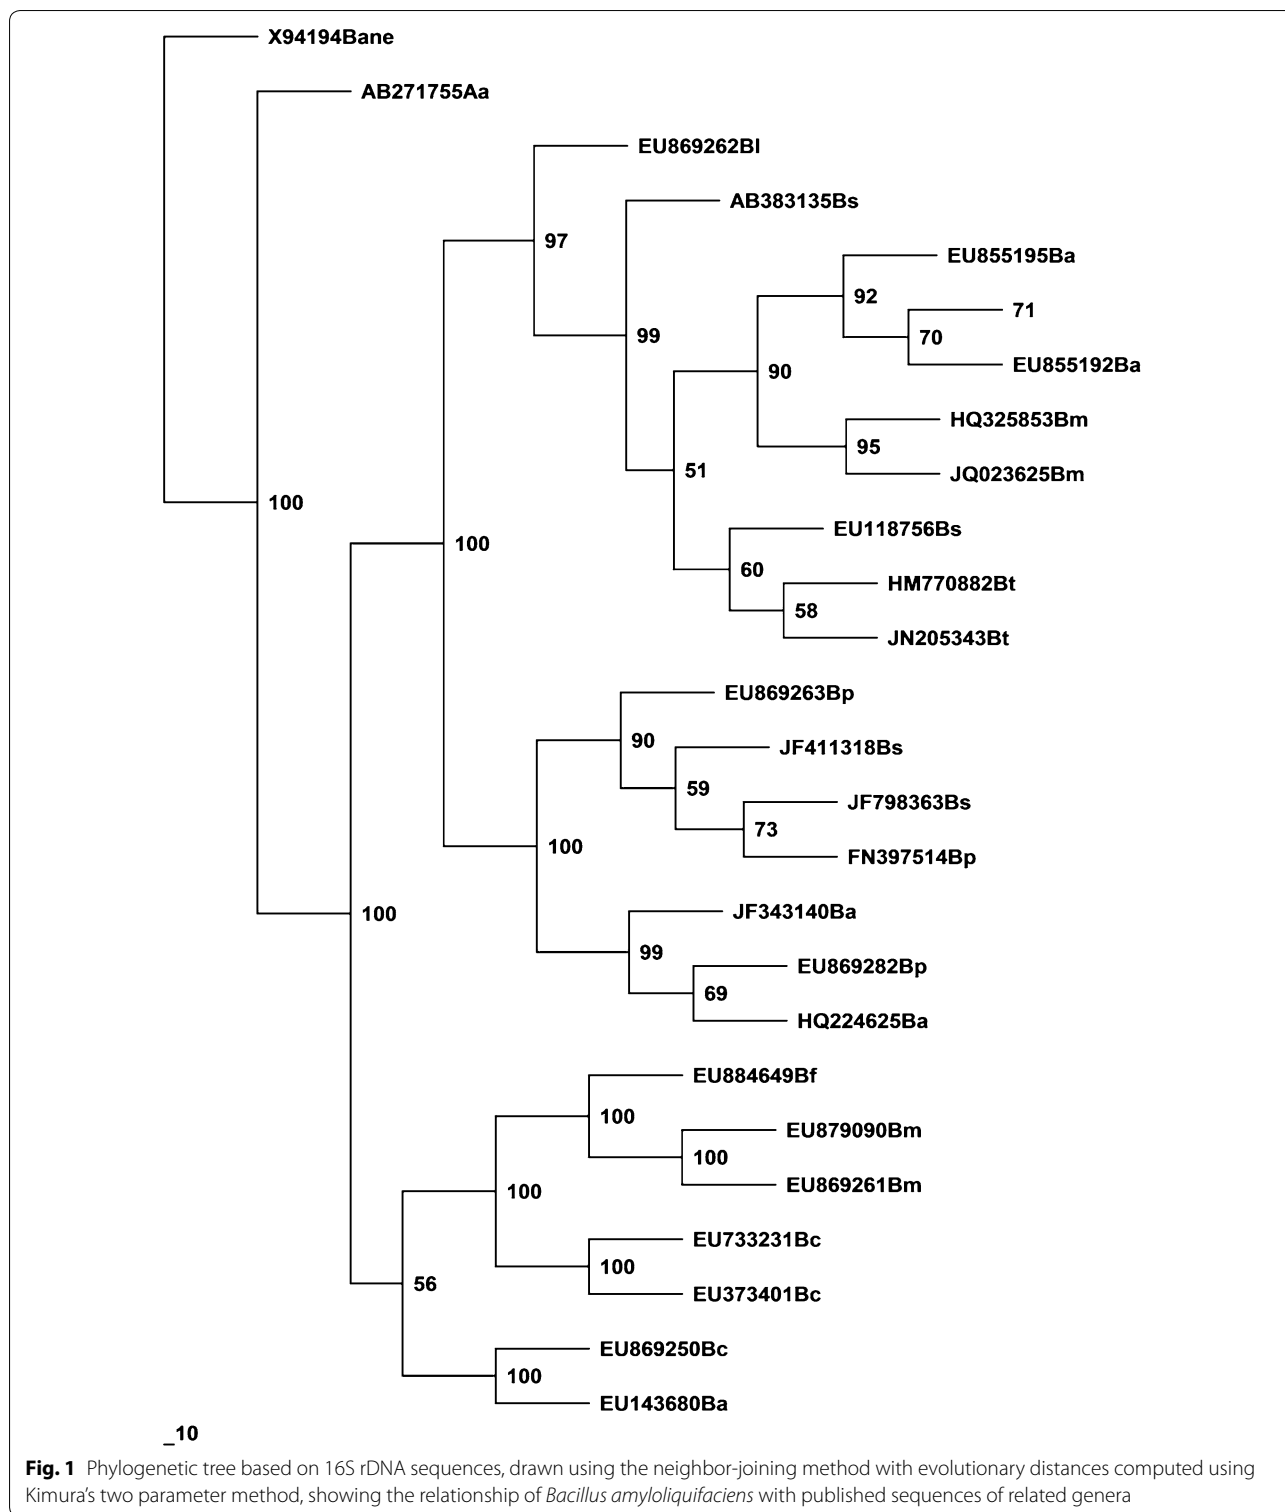 X94194Bane
AB271755Aa
EU869262Bl
AB383135Bs
97
EU855195Ba
92
71
99
70
EU855192Ba
90
HQ325853Bm
95
51
JQ023625Bm
100
EU118756Bs
100
60
HM770882Bt
58
JN205343Bt
EU869263Bp
90
JF411318Bs
59
JF798363Bs
73
100
FN397514Bp
100
JF343140Ba
99
EU869282Bp
69
HQ224625Ba
EU884649Bf
100
EU879090Bm
100
EU869261Bm
100
EU733231Bc
100
56
EU373401Bc
EU869250Bc
100
EU143680Ba
_10
Fig. 1 Phylogenetic tree based on 16S rDNA sequences, drawn using the neighbor-joining method with evolutionary distances computed using
Kimura's two parameter method, showing the relationship of Bacillus amyloliquifaciens with published sequences of related genera